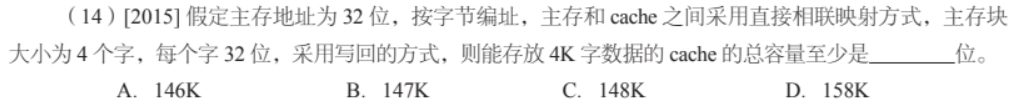 （14）[2015] 假定主存地址为 32 位，按字节编址，主存和 cache 之间采用直接相联映射方式，主存块
大小为 4 个字，每个字 32 位，采用写回的方式，则能存放 4K 字数据的 cache 的总容量至少是________位。
A. 146K B. 147K C. 148K D. 158K